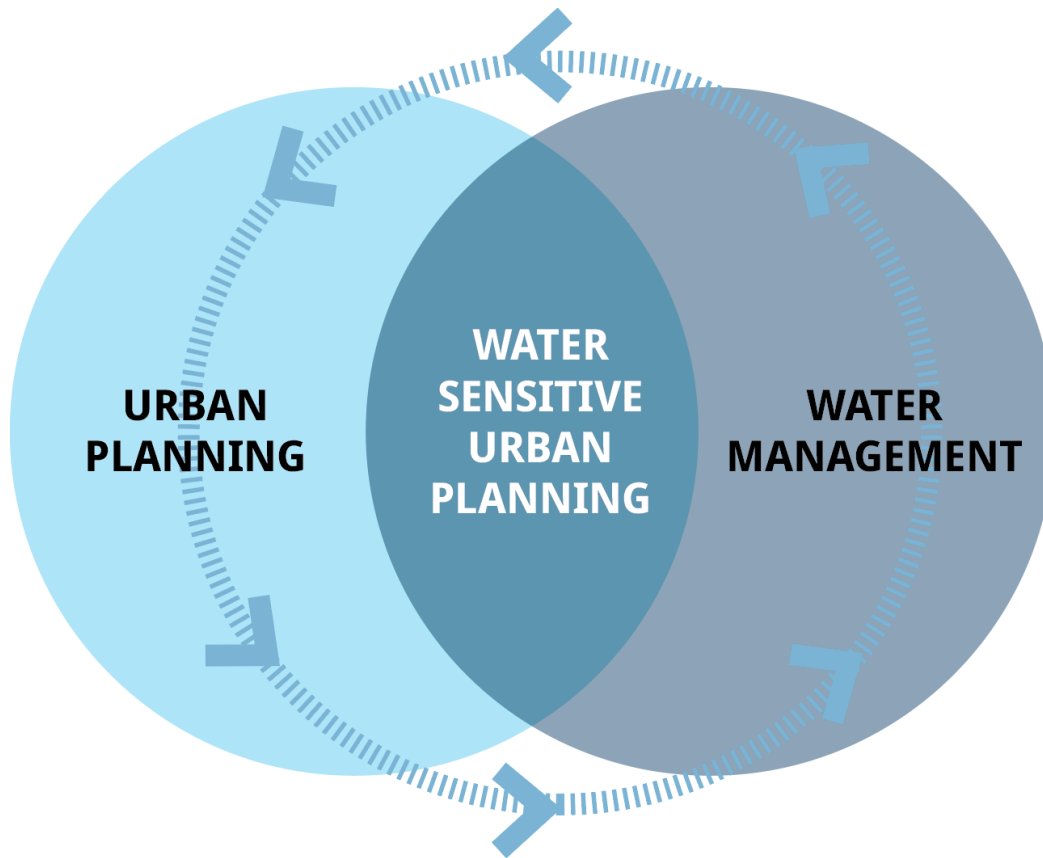 URBAN
PLANNING
WATER
SENSITIVE
URBAN
PLANNING
WATER
MANAGEMENT